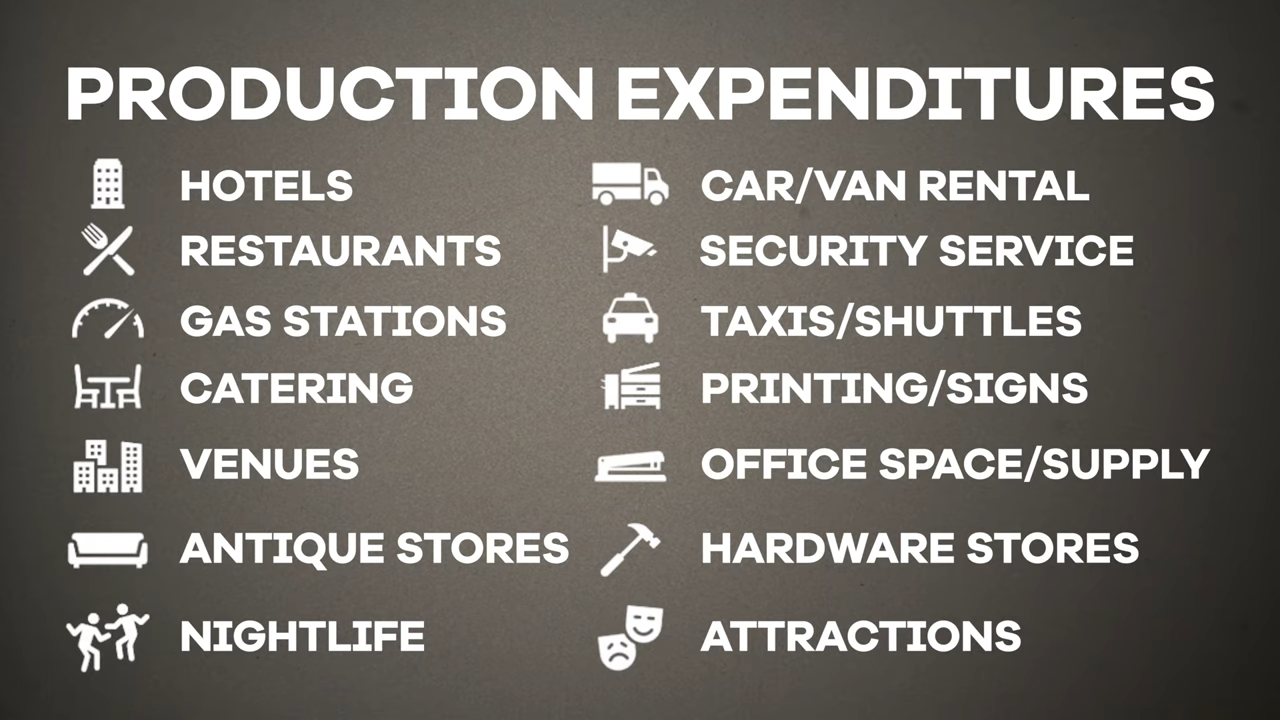 PRODUCTION EXPENDITURES
HOTELS
RESTAURANTS
GAS STATIONS
CATERING
VENUES
ANTIQUE STORES
NIGHTLIFE
CAR/VAN RENTAL
SECURITY SERVICE
TAXIS/SHUTTLES
PRINTING/SIGNS
OFFICE SPACE/SUPPLY
HARDWARE STORES
ATTRACTIONS